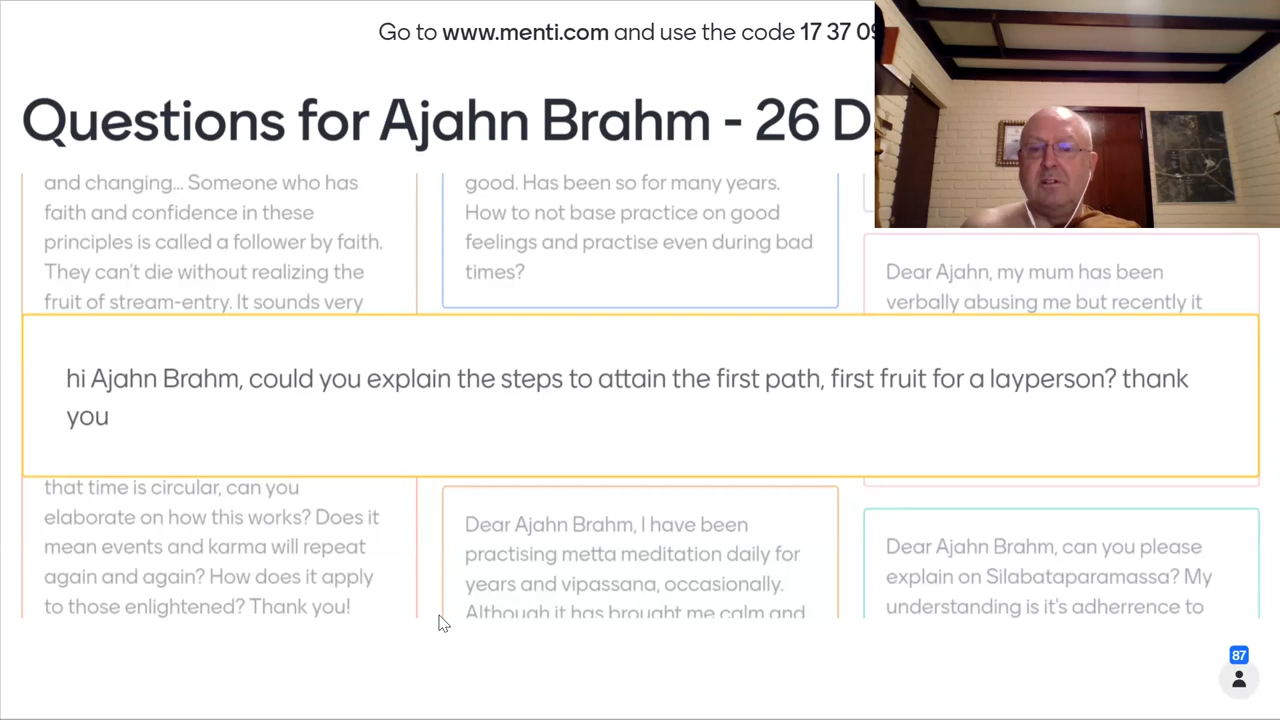 Go to www.menti.com and use the code 17 37 09
Questions for Ajahn Brahm - 26 D
and changing... Someone who has
faith and confidence in these
principles is called a follower by faith.
They can't die without realizing the
fruit of stream-entry. It sounds very
good. Has been so for many years.
How to not base practice on good
feelings and practise even during bad
times?
Dear Ajahn, my mum has been
verbally abusing me but recently it
hi Ajahn Brahm, could you explain the steps to attain the first path, first fruit for a layperson? thank
you
that time is circular, can you
elaborate on how this works? Does it
mean events and karma will repeat
again and again? How does it apply
to those enlightened? Thank you!
Dear Ajahn Brahm, I have been
practising metta meditation daily for
years and vipassana, occasionally.
Although it has brought me calm and
Dear Ajahn Brahm, can you please
explain on Silabataparamassa? My
understanding is it's adherrence to
87